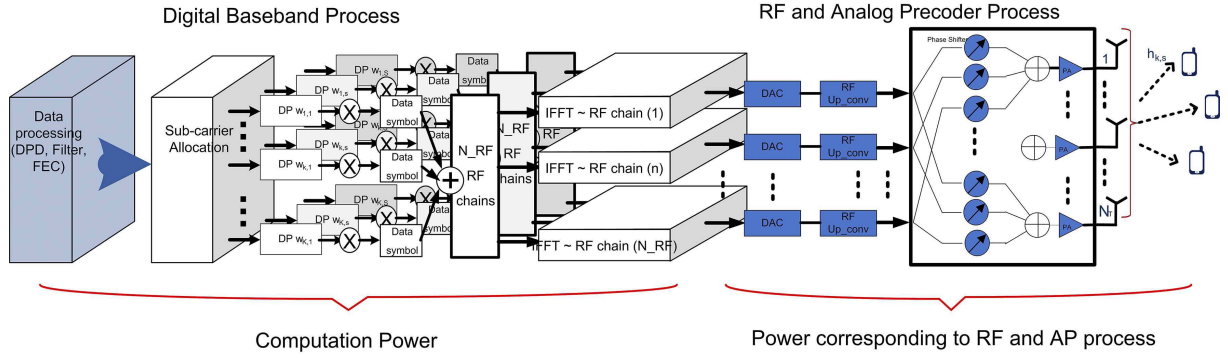 Digital Baseband Process
RF and Analog Precoder Process
Data
processing
(DPD, Filter,
FEC)
Sub-carrier
Allocation
DP w1,s
DP w1,s
DP w1,1
DP wk,1
DP wK,s
DP wK,s
DP wK,1
X
X
X
X
X
X
X
Data
symbol
Data
symbol
Data
symbol
Data
symbol
Data
symbol
+
N_RF
RF
chains
N_RF
RF
chains
RF
IFFT ~ RF chain (1)
IFFT ~ RF chain (n)
IFFT ~ RF chain (N_RF)
DAC
RF
Up_conv
DAC
RF
Up_conv
DAC
RF
Up_conv
Phase Shifter
PA
PA
PA
1
NT
hk,s
Computation Power
Power corresponding to RF and AP process